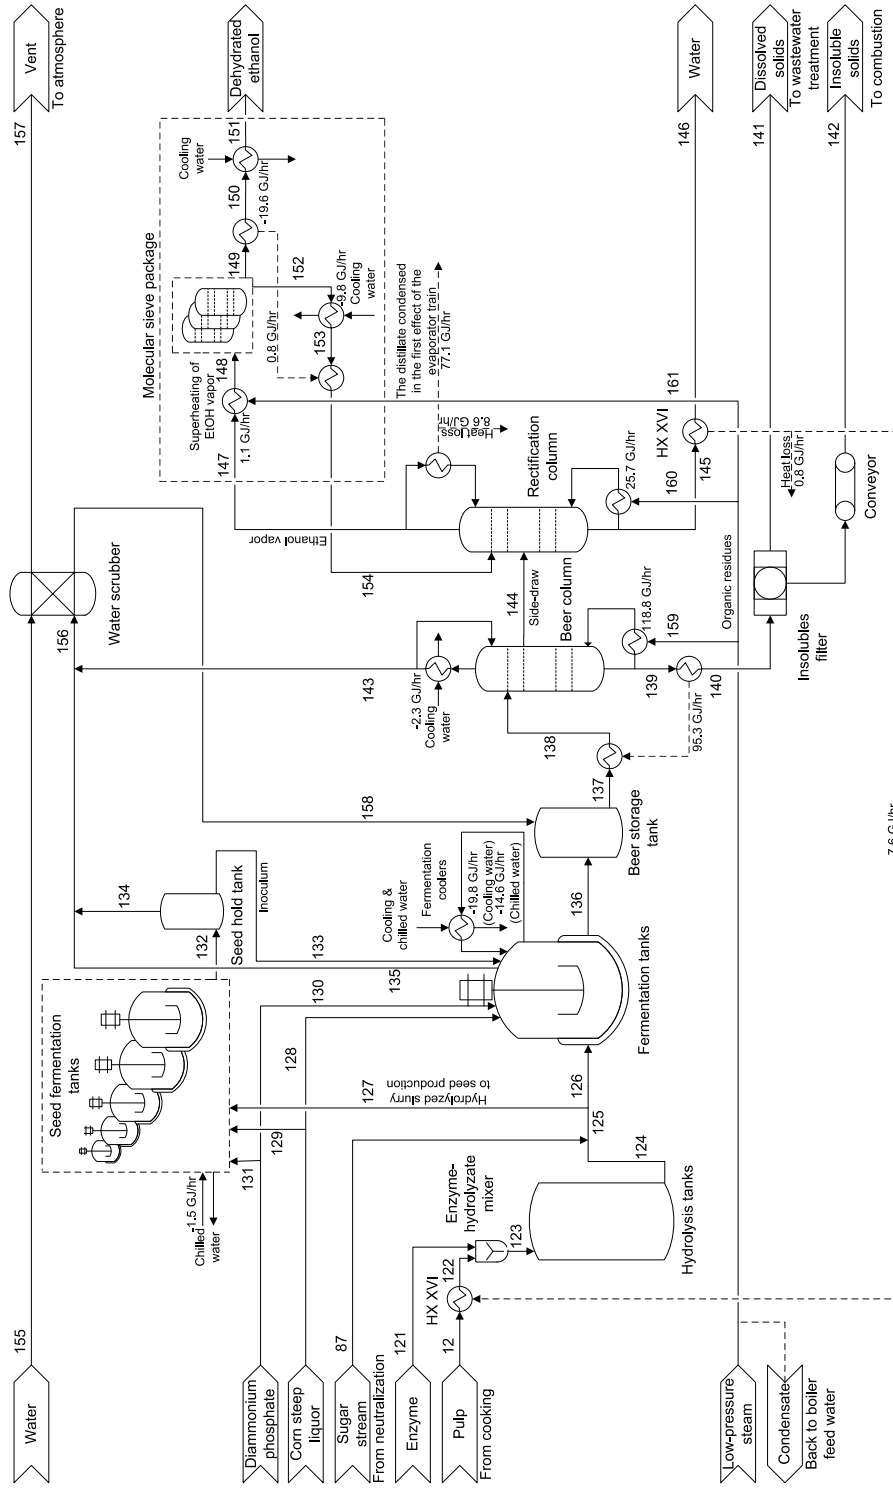 Water
155
Diammonium
phosphate
Corn steep
liquor
Sugar
stream
From neutralization
87
Enzyme
121
Pulp
From cooking
12
HX XVI
122
Enzyme-
hydrolyzate
mixer
123
Hydrolysis tanks
124
125
126
Low-pressure
steam
Condensate
Back to boiler
feed water
Chilled
water
-1.5 GJ/hr
131
129
128
130
127
Hydrolyzed slurry
to seed production
Seed fermentation
tanks
132
134
Seed hold tank
Inoculum
133
135
Fermentation tanks
Cooling &
chilled water
Fermentation
coolers
-19.8 GJ/hr
(Cooling water)
-14.6 GJ/hr
(Chilled water)
136
Beer storage
tank
158
137
138
95.3 GJ/hr
143
-2.3 GJ/hr
Cooling
water
Beer column
139
140
118.8 GJ/hr
159
144
Side-draw
156
Water scrubber
157
Vent
To atmosphere
154
Ethanol vapor
Rectification
column
Heat loss
8.6 GJ/hr
The distillate condensed
in the first effect of the
evaporator train
77.1 GJ/hr
25.7 GJ/hr
160
145
HX XVI
161
146
Water
Organic residues
Heat loss
0.8 GJ/hr
7.6 GJ/hr
Insolubles
filter
Conveyor
141
Dissolved
solids
To wastewater
treatment
142
Insoluble
solids
To combustion
Molecular sieve package
147
1.1 GJ/hr
Superheating of
EtOH vapor
148
149
152
-9.8 GJ/hr
Cooling
water
153
0.8 GJ/hr
-19.6 GJ/hr
150
Cooling
water
151
Dehydrated
ethanol